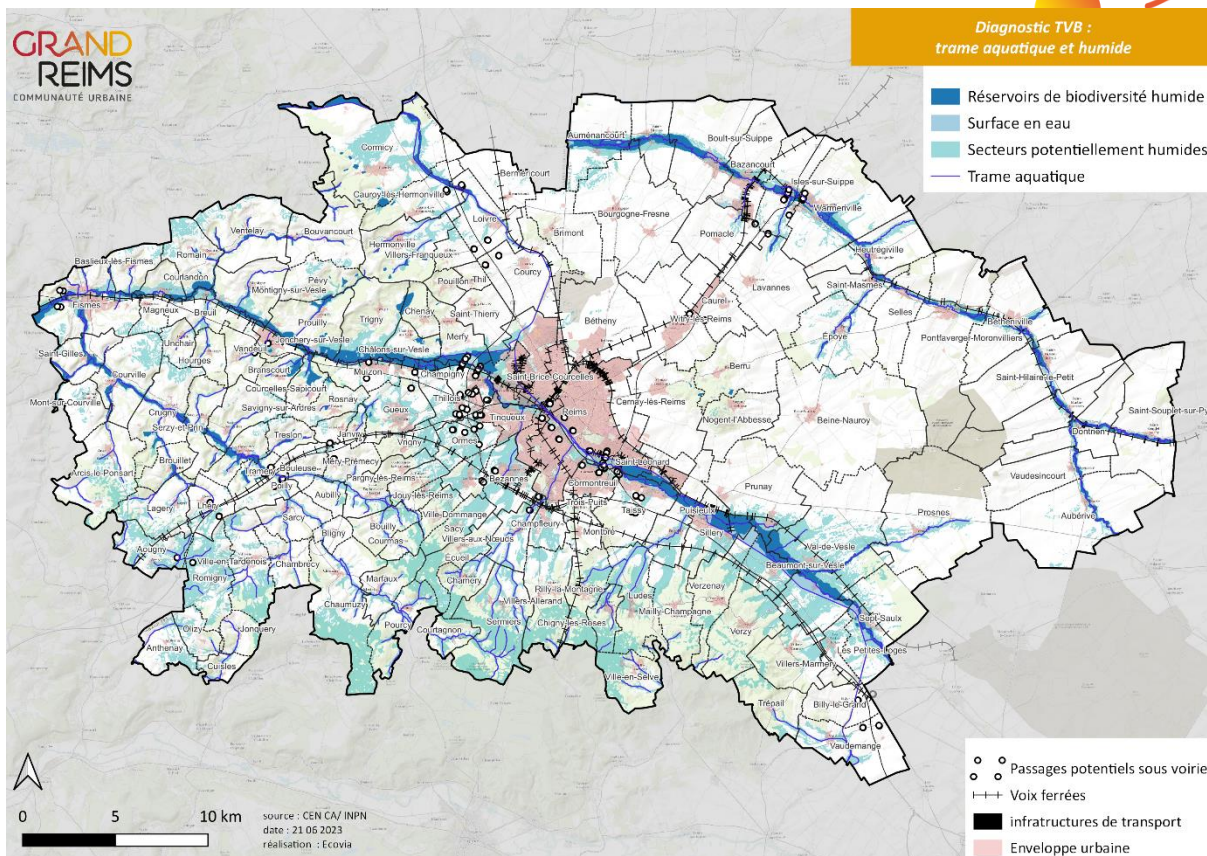 GRAND
REIMS
COMMUNAUTÉ URBAINE
Diagnostic TVB :
trame aquatique et humide
Réservoirs de biodiversité humide
Surface en eau
Secteurs potentiellement humides
Trame aquatique
Cormicy
Auménancourt
Boult-sur-Suippe
Bazancourt
Berméricourt
Isles-sur-Suippe
Cauroy-lès-Hermonville
Warmeriville
Loivre
Bourgogne-Fresne
Ventelay
Bouvancourt
Hermonville
Brimont
Pomacle
Heutrégiville
Romain
Villers-Franqueux
Baslieux-lès-Fismes
Courlandon
Pévy
Pouillon
Thil
Courcy
Lavannes
Saint-Masmes
Montigny-sur-Vesle
Fismes
Magneux
Breuil
Chenay
Saint-Thierry
Caurel
Selles
Prouilly
Trigny
Merfy
Bétheny
Witry-lès-Reims
Bétheniville
Unchair
Jonchery-sur-Vesle
Époye
Pontfaverger-Moronvilliers
Saint-Gilles
Hourges
Vandeuil
Châlons-sur-Vesle
Courville
Branscourt
Muizon
Champigny
Saint-Brice-Courcelles
Berru
Saint-Hilaire-le-Petit
Mont-sur-Courville
Courcelles-Sapicourt
Thillois
Cernay-lès-Reims
Crugny
Savigny-sur-Ardres
Rosnay
Gueux
Tinqueux
Reims
Nogent-l'Abbesse
Beine-Nauroy
Saint-Souplet-sur-Py
Serzy-et-Prin
Treslon
Janvry
Vrigny
Ormes
Dontrien
Arcis-le-Ponsart
Brouillet
Tramery
Bouleuse
Méry-Prémecy
Bezannes
Saint-Léonard
Poilly
Pargny-lès-Reims
Cormontreuil
Vaudesincourt
Lagery
Lhéry
Aubilly
Jouy-lès-Reims
Trois-Puits
Taissy
Prunay
Sarcy
Ville-Dommange
Champfleury
Puisieulx
Prosnes
Aubérive
Bligny
Bouilly
Sacy
Montbré
Sillery
Aougny
Courmas
Villers-aux-Nœuds
Val-de-Vesle
Ville-en-Tardenois
Chambrecy
Écueil
Beaumont-sur-Vesle
Romigny
Marfaux
Chamery
Rilly-la-Montagne
Verzenay
Chaumuzy
Villers-Allerand
Ludes
Mailly-Champagne
Sept-Saulx
Olizy
Jonquery
Pourcy
Sermiers
Chigny-les-Roses
Verzy
Anthenay
Courtagnon
Les Petites-Loges
Cuisles
Villers-Marmery
Ville-en-Selve
Billy-le-Grand
Trépail
Vaudemange
Passages potentiels sous voirie
Voix ferrées
infratructures de transport
Enveloppe urbaine
0 5 10 km
source : CEN CA/ INPN
date : 21 06 2023
réalisation : Ecovia